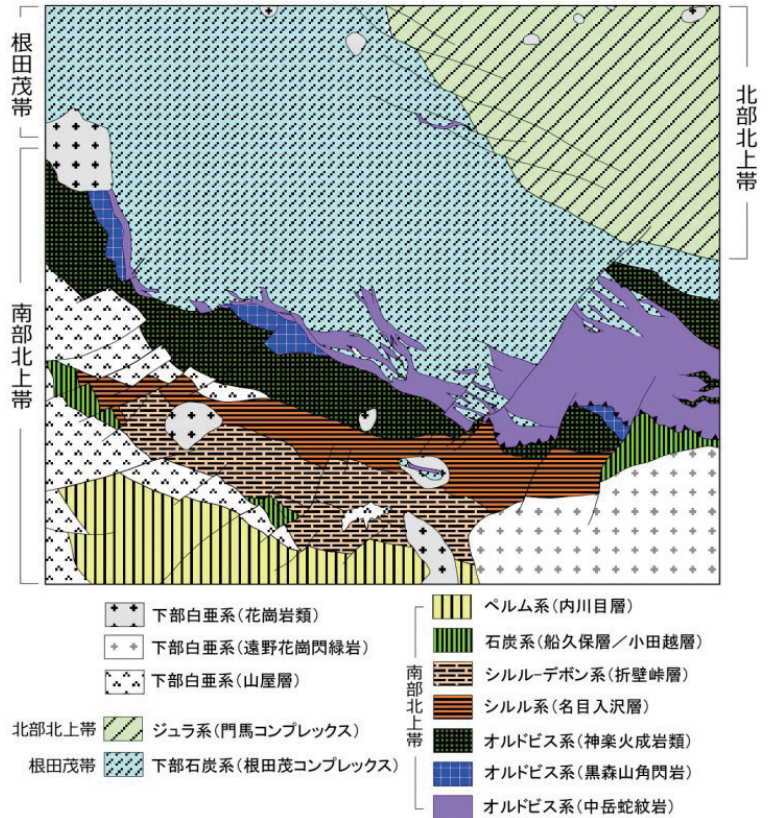 根田茂帯
南部北上帯
北部北上帯
下部白亜系(花崗岩類)
下部白亜系(遠野花崗閃緑岩)
下部白亜系(山屋層)
北部北上帯
ジュラ系(門馬コンプレックス)
根田茂帯
下部石炭系(根田茂コンプレックス)
南部北上帯
ペルム系(内川目層)
石炭系(船久保層/小田越層)
シルル-デボン系(折壁峠層)
シルル系(名目入沢層)
オルドビス系(神楽火成岩類)
オルドビス系(黒森山角閃岩)
オルドビス系(中岳蛇紋岩)